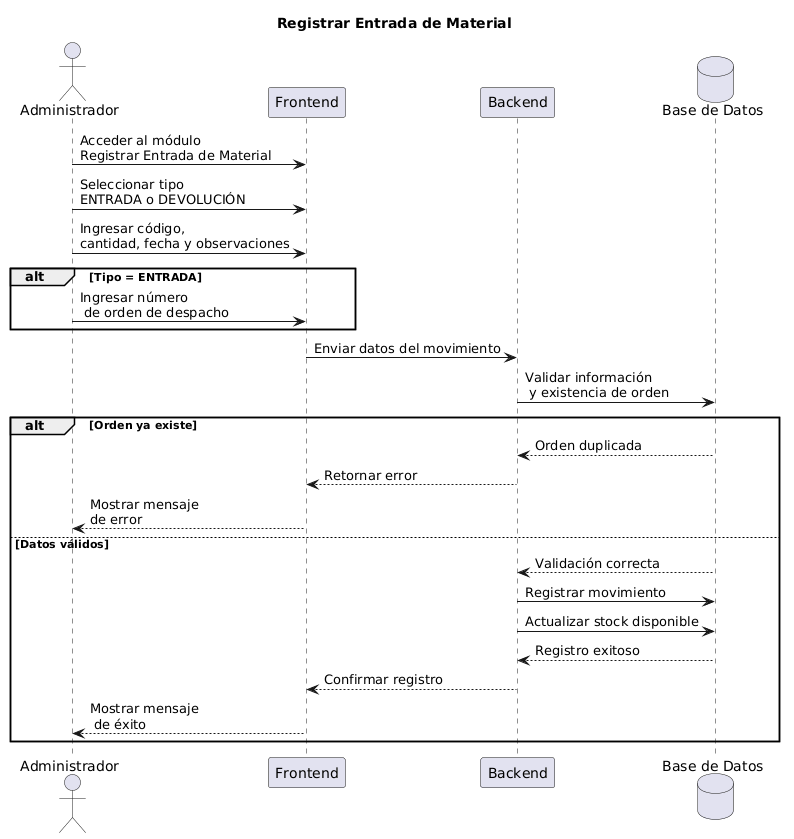 Registrar Entrada de Material
Administrador
Frontend
Backend
Base de Datos
Acceder al módulo
Registrar Entrada de Material
Seleccionar tipo
ENTRADA o DEVOLUCIÓN
Ingresar código,
cantidad, fecha y observaciones
alt
[Tipo = ENTRADA]
Ingresar número
de orden de despacho
Enviar datos del movimiento
Validar información
y existencia de orden
alt
[Orden ya existe]
Orden duplicada
Retornar error
Mostrar mensaje
de error
[Datos válidos]
Validación correcta
Registrar movimiento
Actualizar stock disponible
Registro exitoso
Confirmar registro
Mostrar mensaje
de éxito
Administrador
Frontend
Backend
Base de Datos